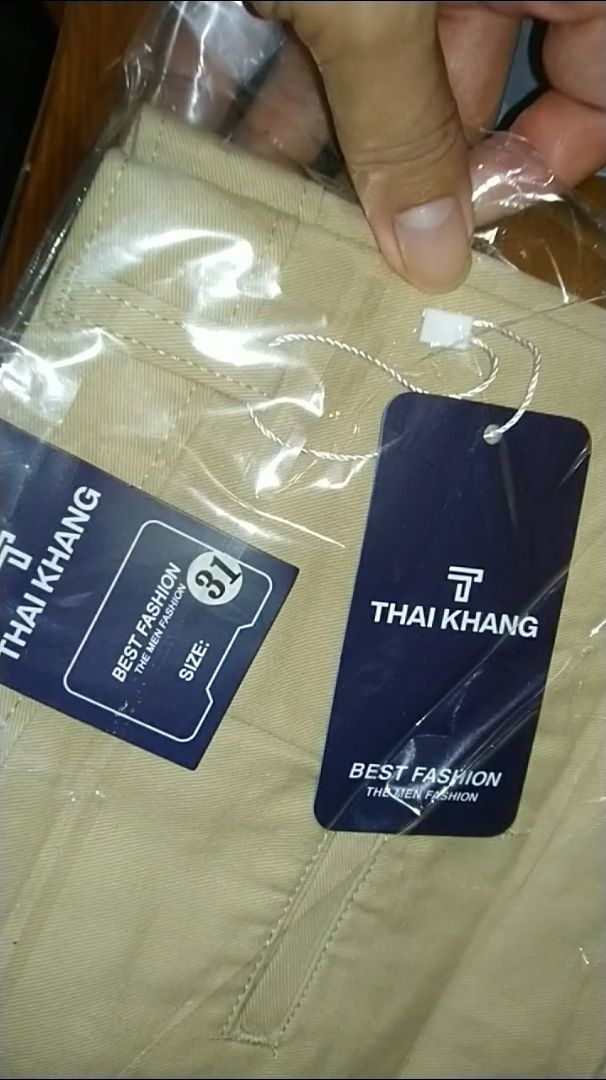 THAI KHANG
BEST FASHION
THE MEN FASHION
SIZE:
31
THAI KHANG
BEST FASHION
THE MEN FASHION